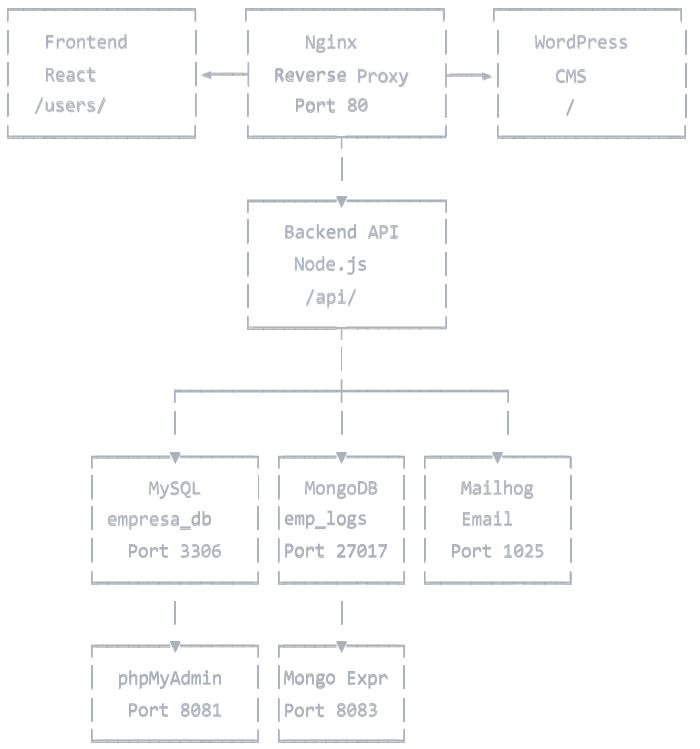 Frontend
React
/users/
Nginx
Reverse Proxy
Port 80
WordPress
CMS
/
Backend API
Node.js
/api/
MySQL
empresa_db
Port 3306
MongoDB
emp_logs
Port 27017
Mailhog
Email
Port 1025
phpMyAdmin
Port 8081
Mongo Expr
Port 8083